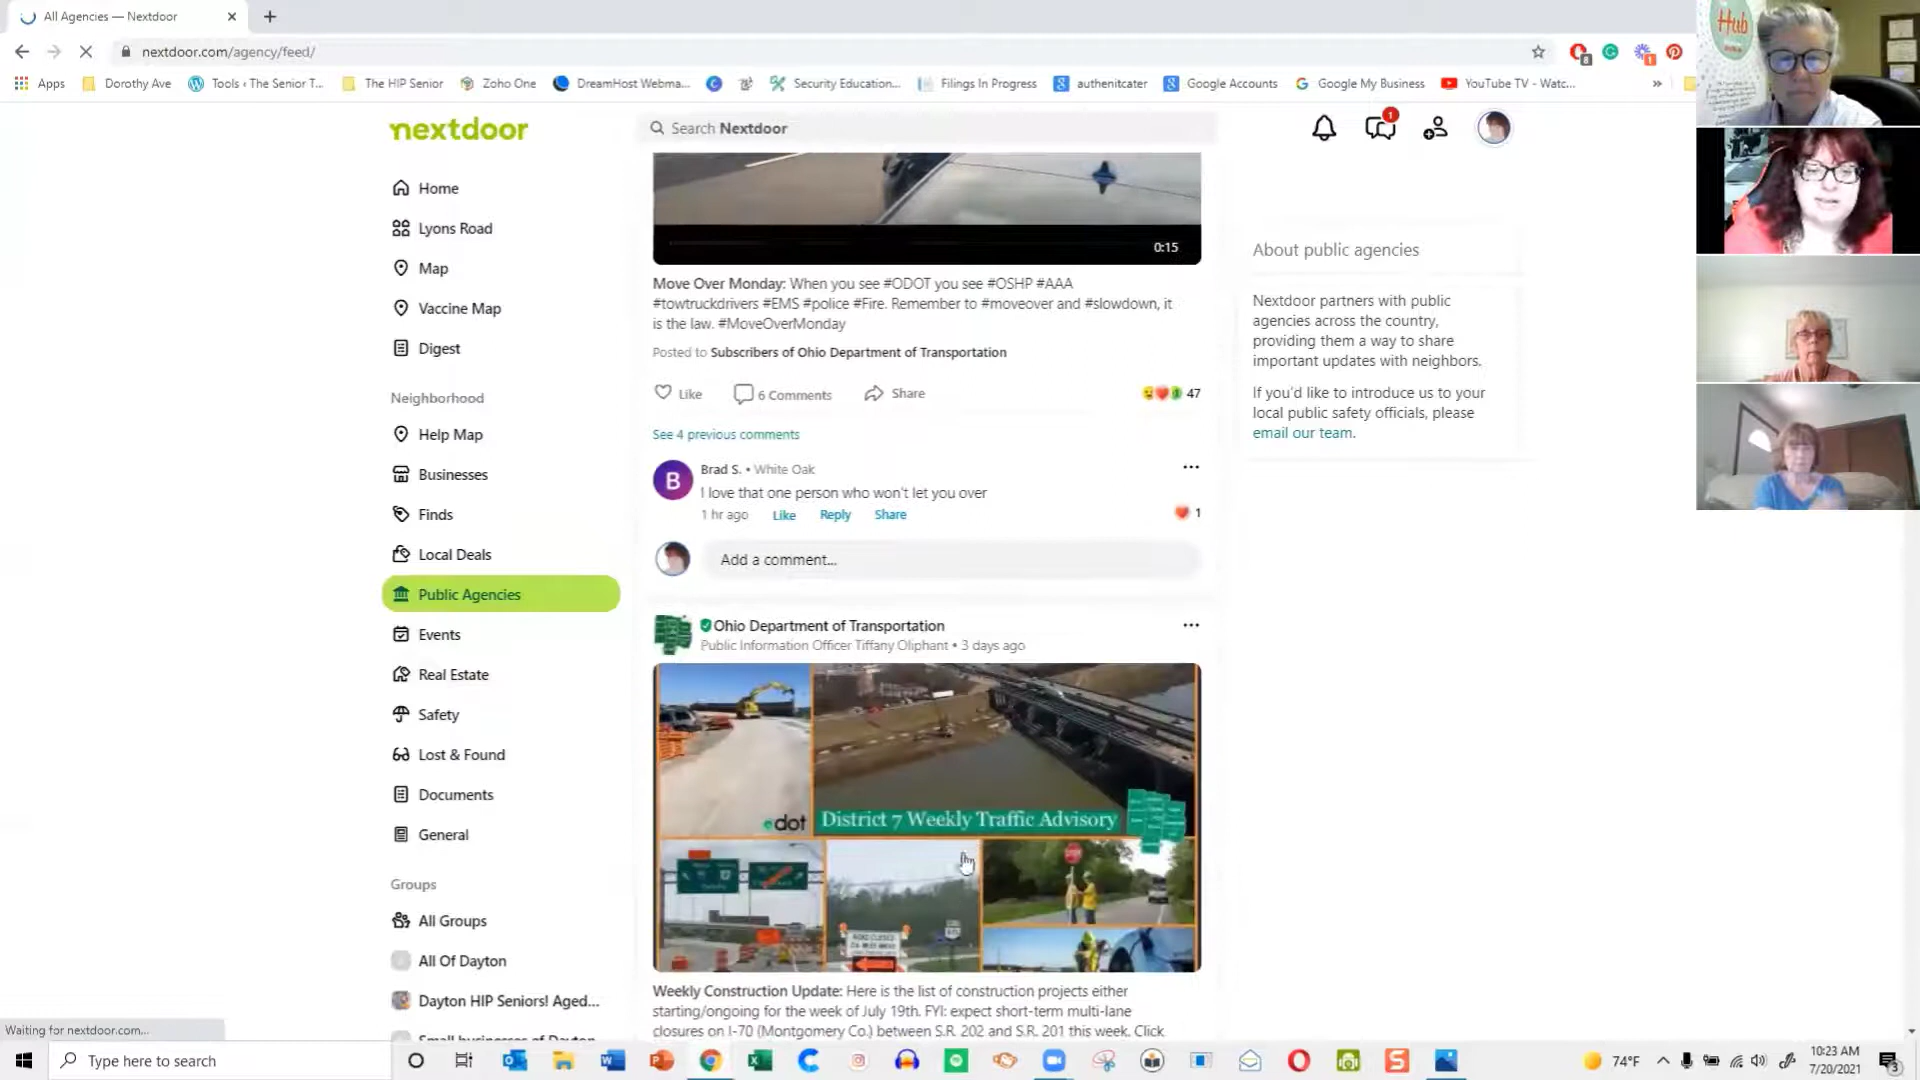 All Agencies — Nextdoor
nextdoor.com/agency/feed/
8
1
Apps
Dorothy Ave
Tools ‹ The Senior T...
The HIP Senior
Zoho One
DreamHost Webma...
Security Education...
Filings In Progress
authenitcater
Google Accounts
Google My Business
YouTube TV - Watc...
»
Hub
nextdoor
Search Nextdoor
1
Home
Lyons Road
Map
Vaccine Map
Digest
Neighborhood
Help Map
Businesses
Finds
Local Deals
Public Agencies
Events
Real Estate
Safety
Lost & Found
Documents
General
Groups
All Groups
All Of Dayton
Dayton HIP Seniors! Aged...
Small businesses of Dayton
0:15
Move Over Monday: When you see #ODOT you see #OSHP #AAA
#towtruckdrivers #EMS #police #Fire. Remember to #moveover and #slowdown, it
is the law. #MoveOverMonday
Posted to Subscribers of Ohio Department of Transportation
Like
6 Comments
Share
47
See 4 previous comments
B
Brad S. • White Oak
I love that one person who won't let you over
1 hr ago Like Reply Share
1
Add a comment...
Ohio Department of Transportation
Public Information Officer Tiffany Oliphant • 3 days ago
dot
District 7 Weekly Traffic Advisory
ROAD CLOSED
Weekly Construction Update: Here is the list of construction projects either
starting/ongoing for the week of July 19th. FYI: expect short-term multi-lane
closures on I-70 (Montgomery Co.) between S.R. 202 and S.R. 201 this week. Click
About public agencies
Nextdoor partners with public
agencies across the country,
providing them a way to share
important updates with neighbors.
If you'd like to introduce us to your
local public safety officials, please
email our team.
Waiting for nextdoor.com...
Type here to search
74°F
10:23 AM
7/20/2021
3